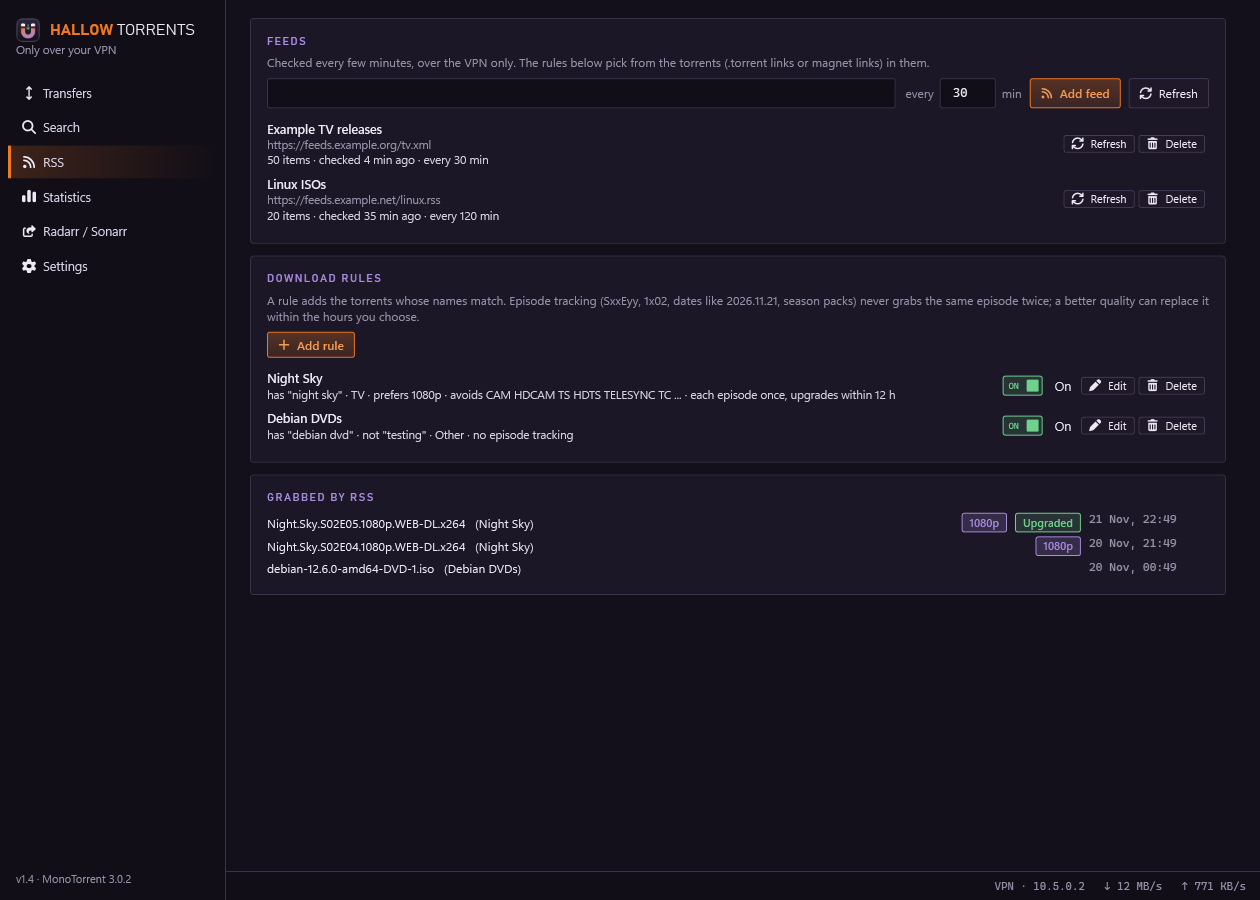 HALLOW TORRENTS
Only over your VPN
Transfers
Search
RSS
Statistics
Radarr / Sonarr
Settings
v1.4 · MonoTorrent 3.0.2
FEEDS
Checked every few minutes, over the VPN only. The rules below pick from the torrents (.torrent links or magnet links) in them.
every 30 min Add feed Refresh
Example TV releases
https://feeds.example.org/tv.xml
50 items · checked 4 min ago · every 30 min
Refresh Delete
Linux ISOs
https://feeds.example.net/linux.rss
20 items · checked 35 min ago · every 120 min
Refresh Delete
DOWNLOAD RULES
A rule adds the torrents whose names match. Episode tracking (SxxEyy, 1x02, dates like 2026.11.21, season packs) never grabs the same episode twice; a better quality can replace it
within the hours you choose.
Add rule
Night Sky
has "night sky" · TV · prefers 1080p · avoids CAM HDCAM TS HDTS TELESYNC TC ... · each episode once, upgrades within 12 h
ON On Edit Delete
Debian DVDs
has "debian dvd" · not "testing" · Other · no episode tracking
ON On Edit Delete
GRABBED BY RSS
Night.Sky.S02E05.1080p.WEB-DL.x264 (Night Sky) 1080p Upgraded 21 Nov, 22:49
Night.Sky.S02E04.1080p.WEB-DL.x264 (Night Sky) 1080p 20 Nov, 21:49
debian-12.6.0-amd64-DVD-1.iso (Debian DVDs) 20 Nov, 00:49
VPN · 10.5.0.2 ↓ 12 MB/s ↑ 771 KB/s